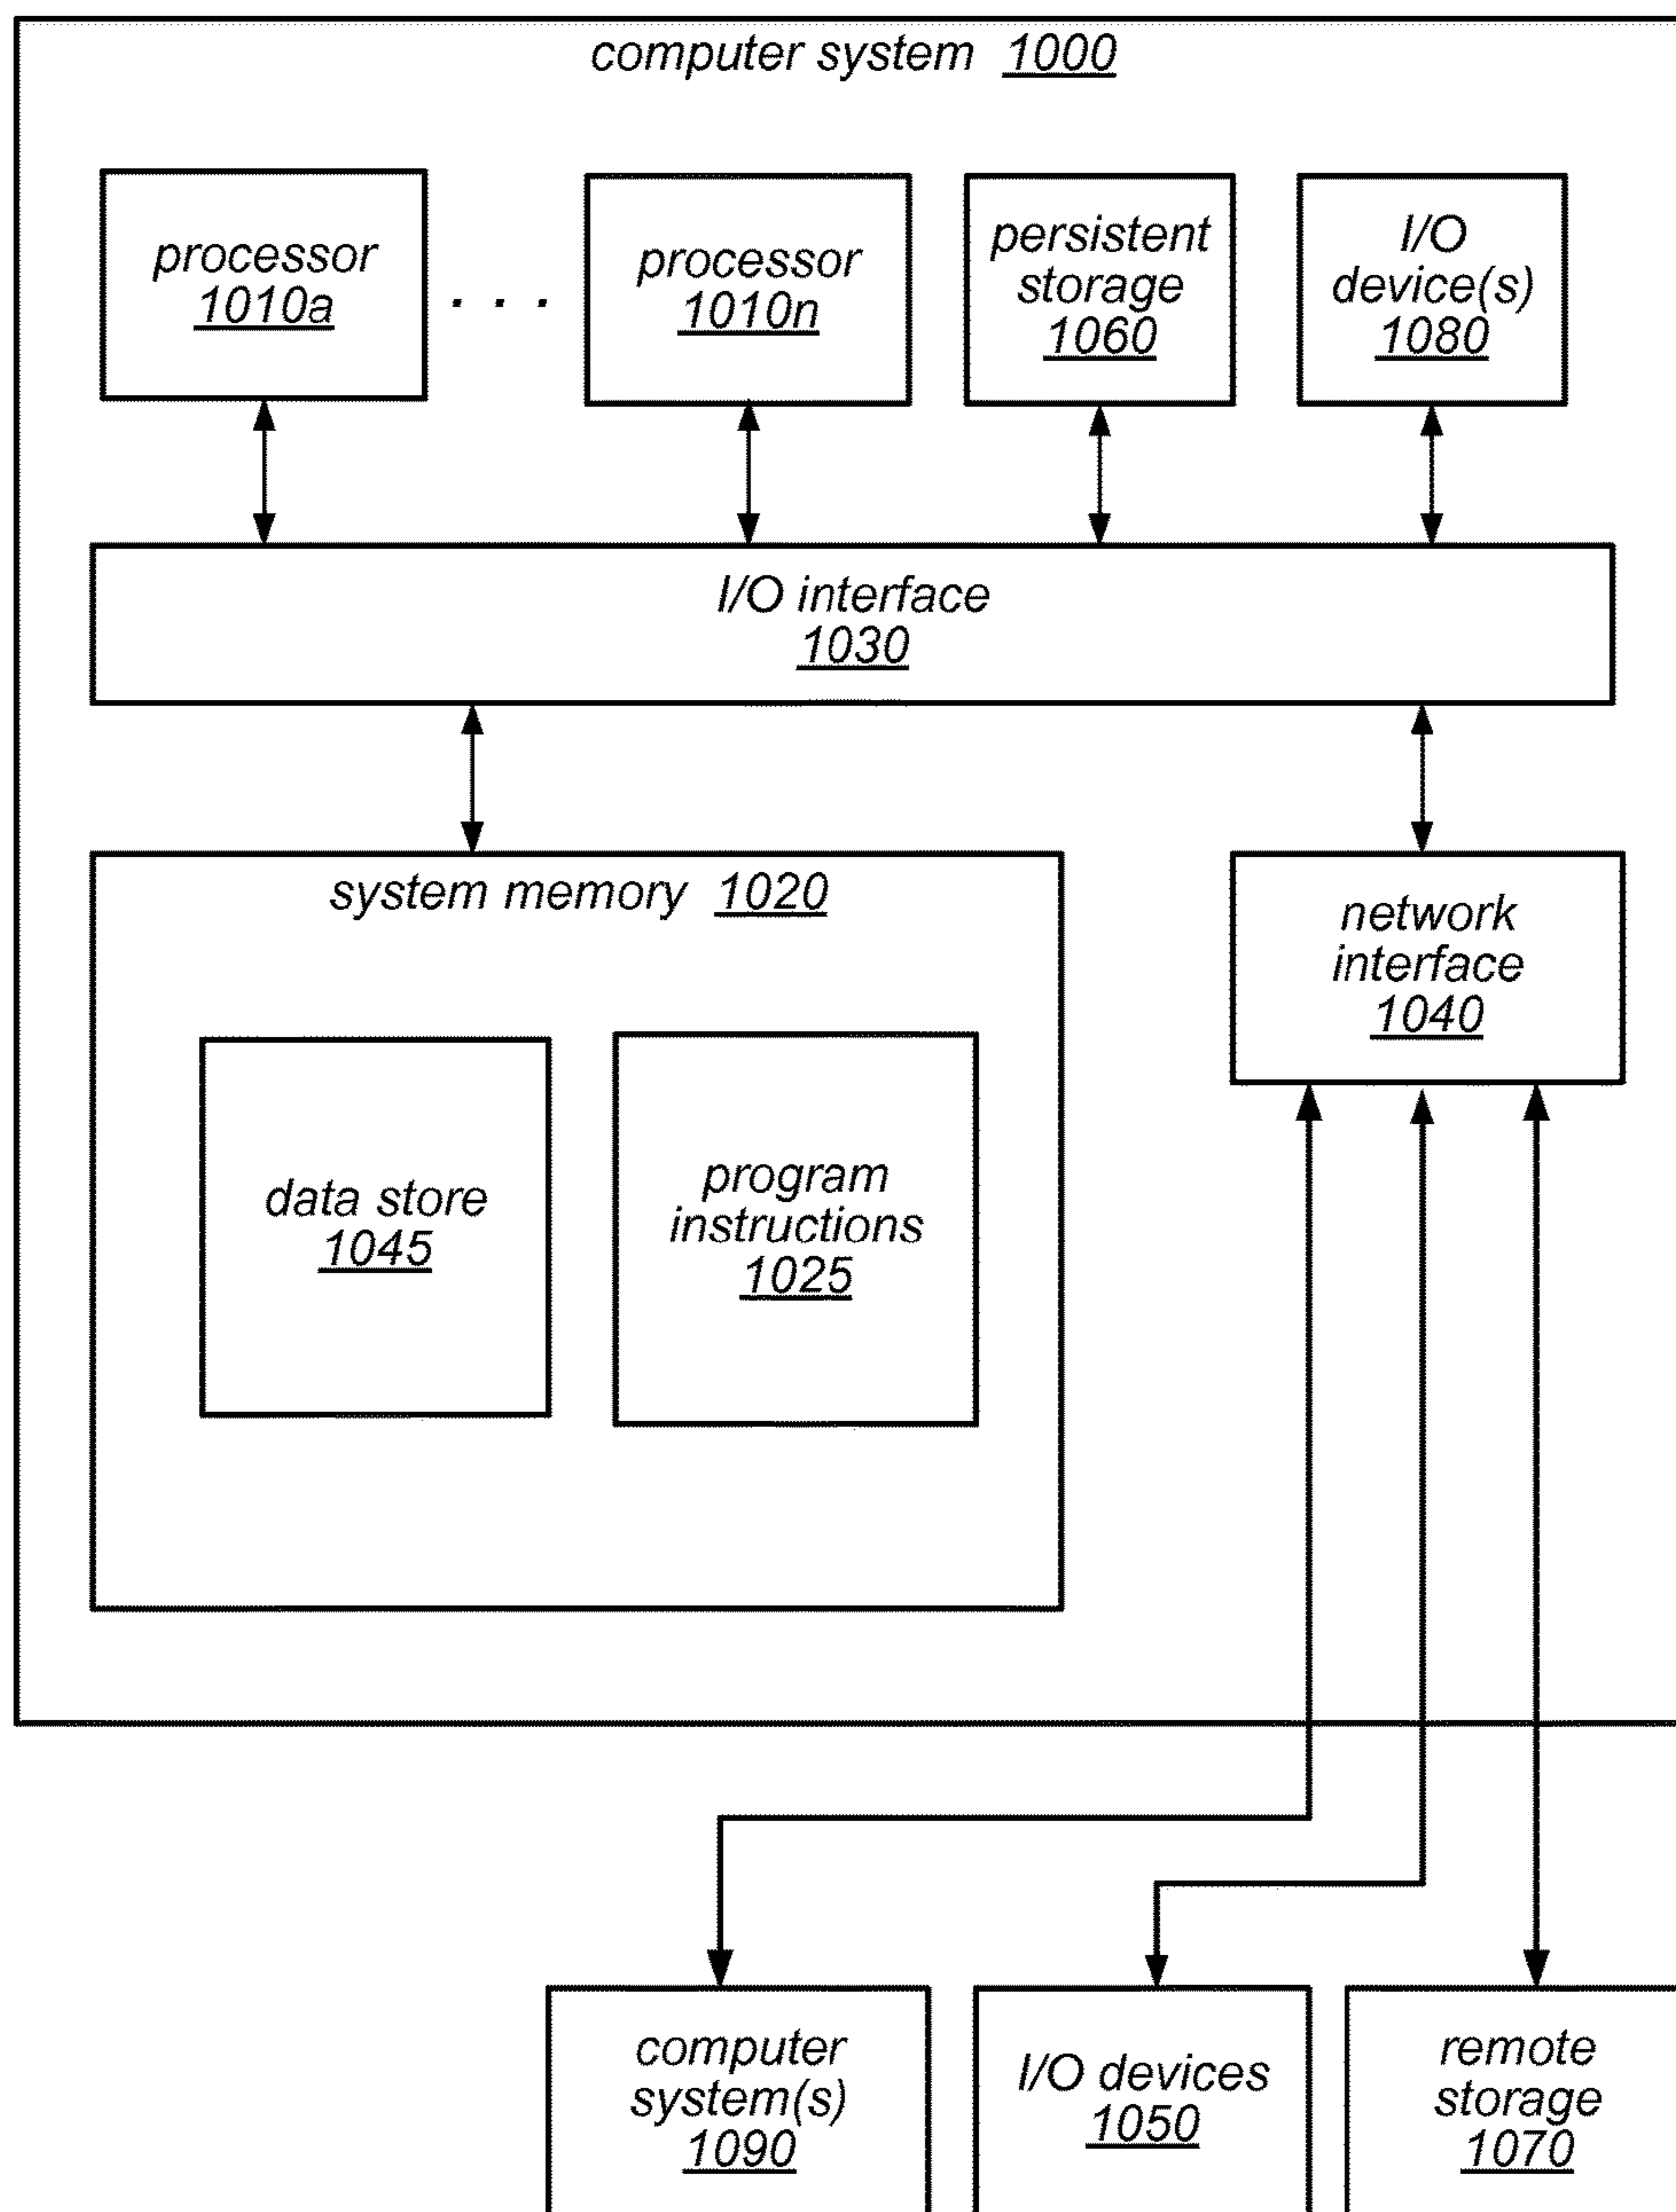 computer system 1000
processor
1010a
. . .
processor
1010n
persistent
storage
1060
I/O
device(s)
1080
I/O interface
1030
system memory 1020
network
interface
1040
data store
1045
program
instructions
1025
computer
system(s)
1090
I/O devices
1050
remote
storage
1070